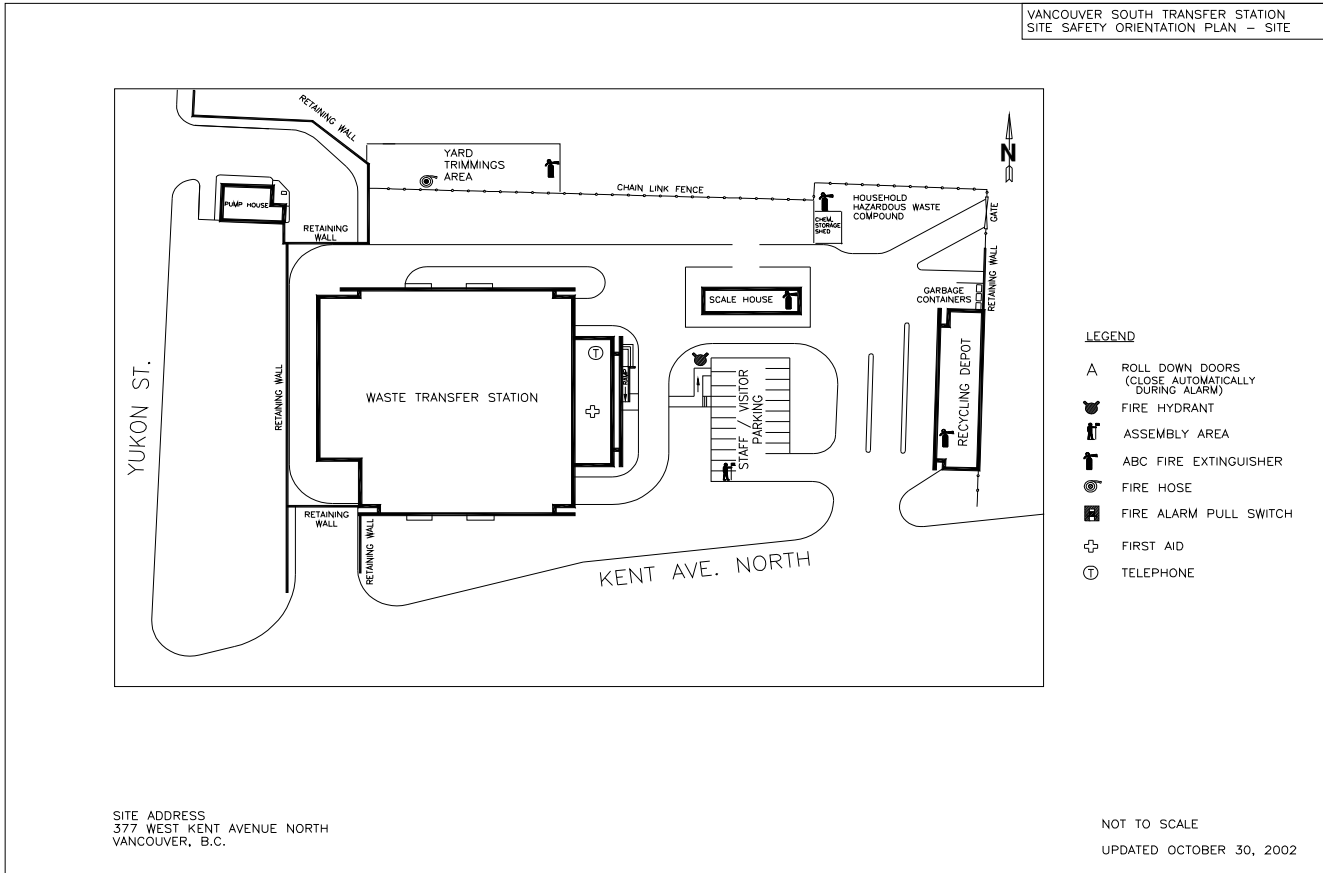 VANCOUVER SOUTH TRANSFER STATION
SITE SAFETY ORIENTATION PLAN – SITE
RETAINING WALL
YARD
TRIMMINGS
AREA
N
CHAIN LINK FENCE
HOUSEHOLD
HAZARDOUS WASTE
COMPOUND
CHEM.
STORAGE
SHED
GATE
PUMP HOUSE
RETAINING
WALL
RETAINING WALL
GARBAGE
CONTAINERS
SCALE HOUSE
YUKON ST.
RETAINING WALL
WASTE TRANSFER STATION
T
RAMP
STAFF / VISITOR
PARKING
RECYCLING DEPOT
RETAINING
WALL
RETAINING WALL
KENT AVE. NORTH
LEGEND
ROLL DOWN DOORS
(CLOSE AUTOMATICALLY
DURING ALARM)
FIRE HYDRANT
ASSEMBLY AREA
ABC FIRE EXTINGUISHER
FIRE HOSE
FIRE ALARM PULL SWITCH
FIRST AID
T TELEPHONE
SITE ADDRESS
377 WEST KENT AVENUE NORTH
VANCOUVER, B.C.
NOT TO SCALE
UPDATED OCTOBER 30, 2002